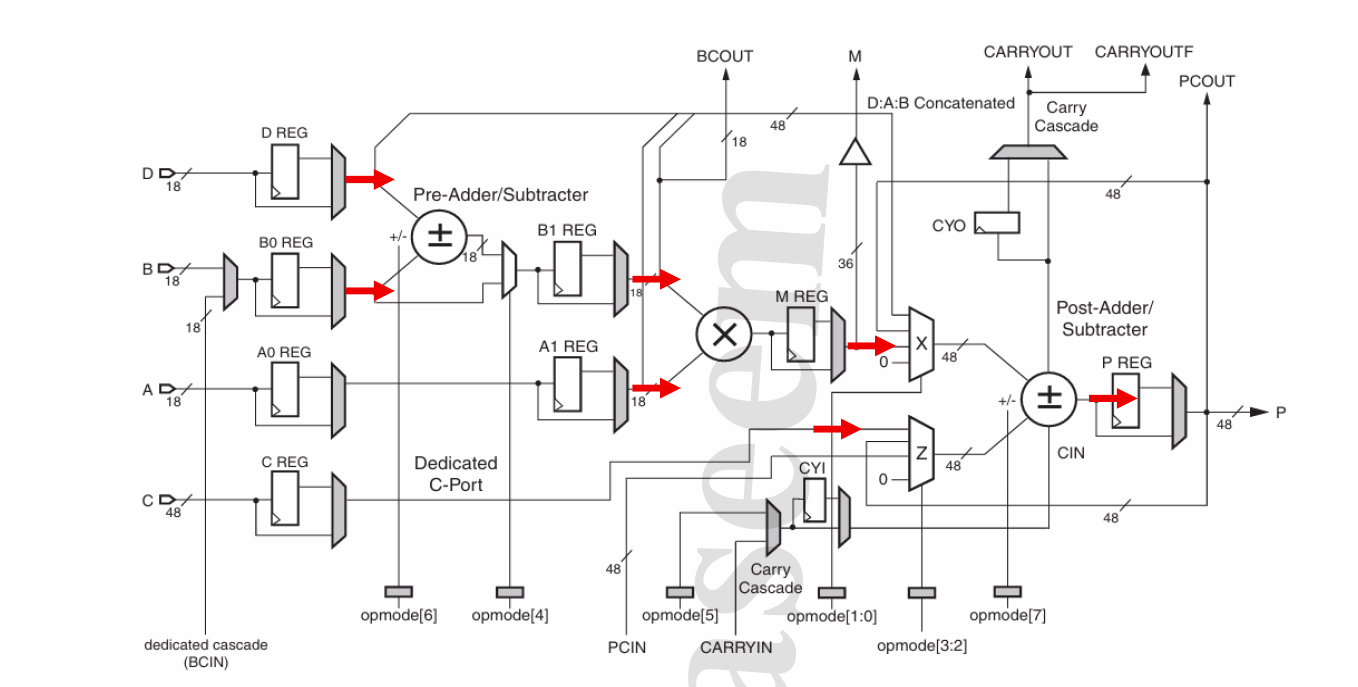 BCOUT
M
CARRYOUT
CARRYOUTF
PCOUT
D:A:B Concatenated
Carry
Cascade
48
18
D REG
D
18
48
Pre-Adder/Subtracter
+/-
±
18
CYO
B0 REG
B
18
B1 REG
36
18
18
M REG
×
Post-Adder/
Subtracter
X
0
48
P REG
A0 REG
A1 REG
A
18
18
+/-
±
P
48
CIN
C REG
C
48
Dedicated
C-Port
Z
0
48
CYI
48
48
Carry
Cascade
opmode[6]
opmode[4]
opmode[5]
opmode[1:0]
opmode[7]
opmode[3:2]
dedicated cascade
(BCIN)
PCIN
CARRYIN
aseem